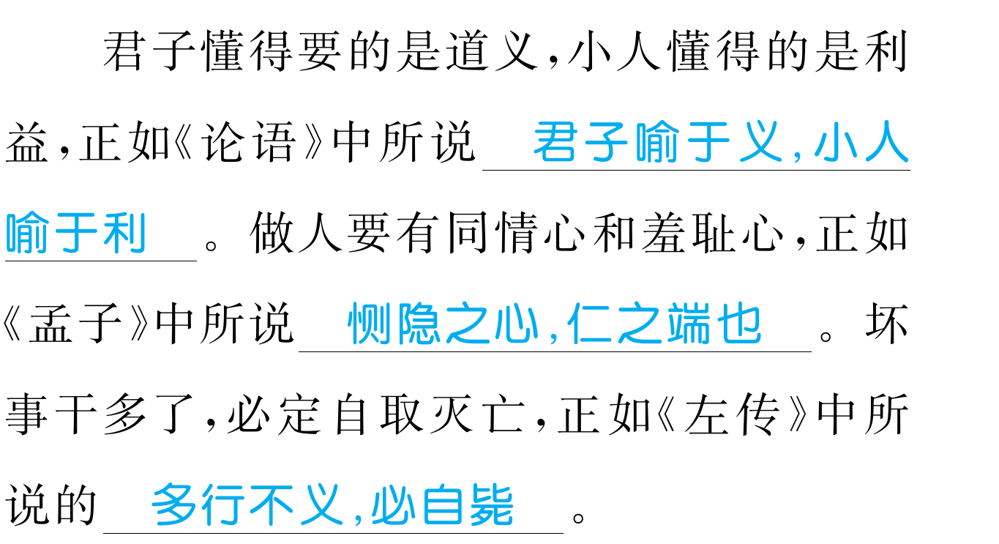 君子懂得要的是道义，小人懂得的是利
益，正如《论语》中所说 君子喻于义，小人
喻于利 。做人要有同情心和羞耻心，正如
《孟子》中所说 恻隐之心，仁之端也 。坏
事干多了，必定自取灭亡，正如《左传》中所
说的 多行不义，必自毙 。